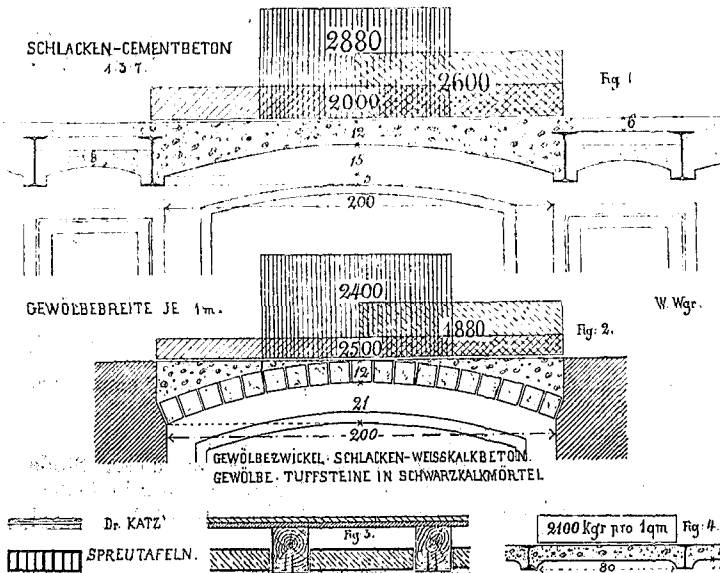 SCHLACKEN-CEMENTBETON
1.3.7.
2880
2600
2000
Fig. 1
12
6
8
15
200
GEWÖLBEBREITE JE 1m.
W. Wgr.
2400
1880
2500
Fig: 2.
12
21
200
GEWÖLBEZWICKEL · SCHLACKEN-WEISSKALKBETON.
GEWÖLBE · TUFFSTEINE IN SCHWARZKALKMÖRTEL
Dr. KATZ'
SPREUTAFELN.
Fig: 3.
2100 Kgr pro 1qm
Fig: 4.
80